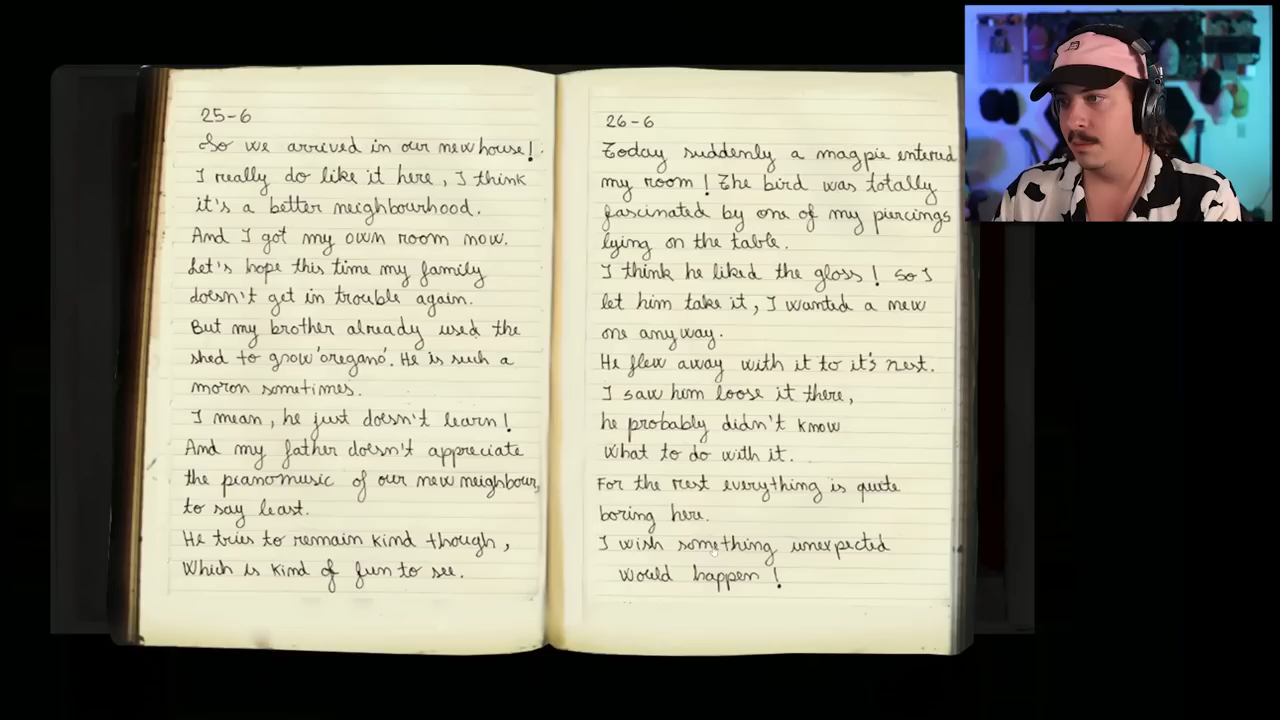 25-6
So we arrived in our new house!
I really do like it here, I think
it's a better neighbourhood.
And I got my own room now.
Let's hope this time my family
doesn't get in trouble again.
But my brother already used the
shed to grow 'oregano'. He is such a
moron sometimes.
I mean, he just doesn't learn!
And my father doesn't appreciate
the pianomusic of our new neighbour,
to say least.
He tries to remain kind though,
Which is kind of fun to see.
26-6
Today suddenly a magpie entered
my room! The bird was totally
fascinated by one of my piercings
lying on the table.
I think he liked the gloss! So I
let him take it, I wanted a new
one anyway.
He flew away with it to it's nest.
I saw him loose it there,
he probably didn't know
What to do with it.
For the rest everything is quite
boring here.
I wish something unexpected
Would happen!